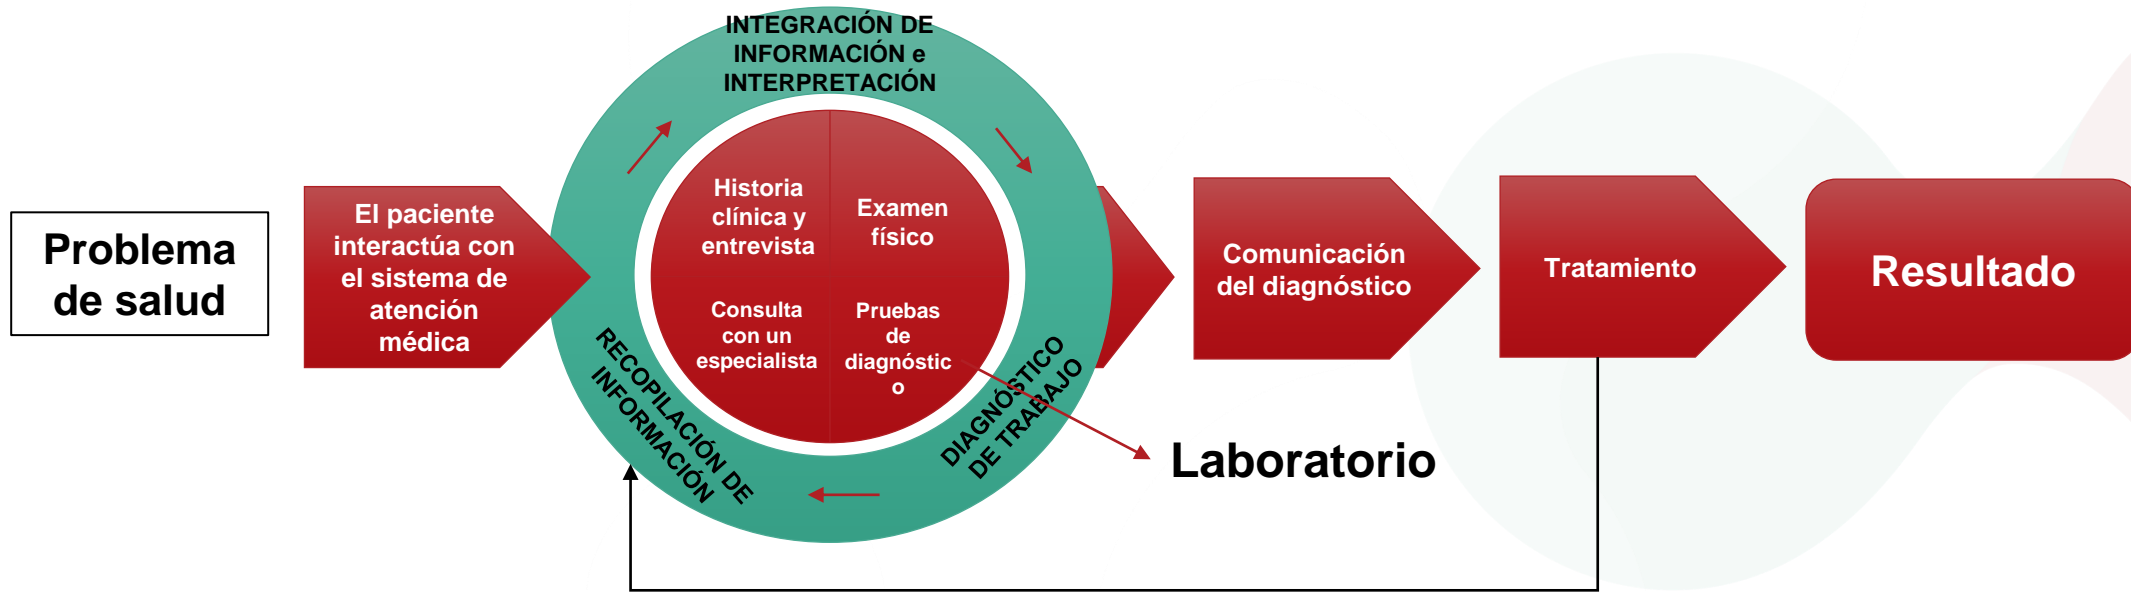 Problema
de salud
El paciente
interactúa con
el sistema de
atención
médica
INTEGRACIÓN DE
INFORMACIÓN e
INTERPRETACIÓN
Historia
clínica y
entrevista
Examen
físico
Consulta
con un
especialista
Pruebas
de
diagnóstic
o
RECOPILACIÓN DE
INFORMACIÓN
DIAGNÓSTICO
DE TRABAJO
Laboratorio
Comunicación
del diagnóstico
Tratamiento
Resultado